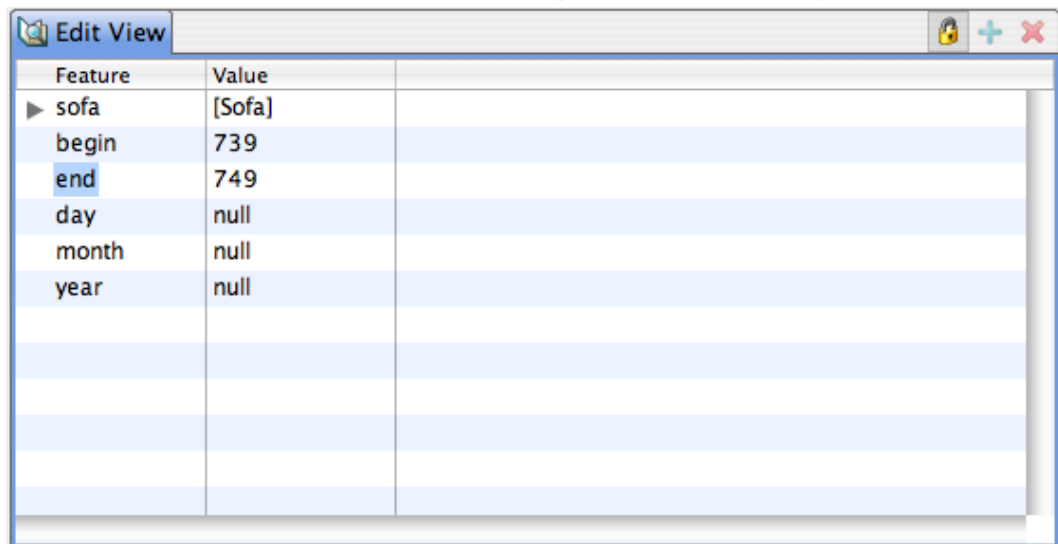 Edit View
Feature Value
sofa [Sofa]
begin 739
end 749
day null
month null
year null